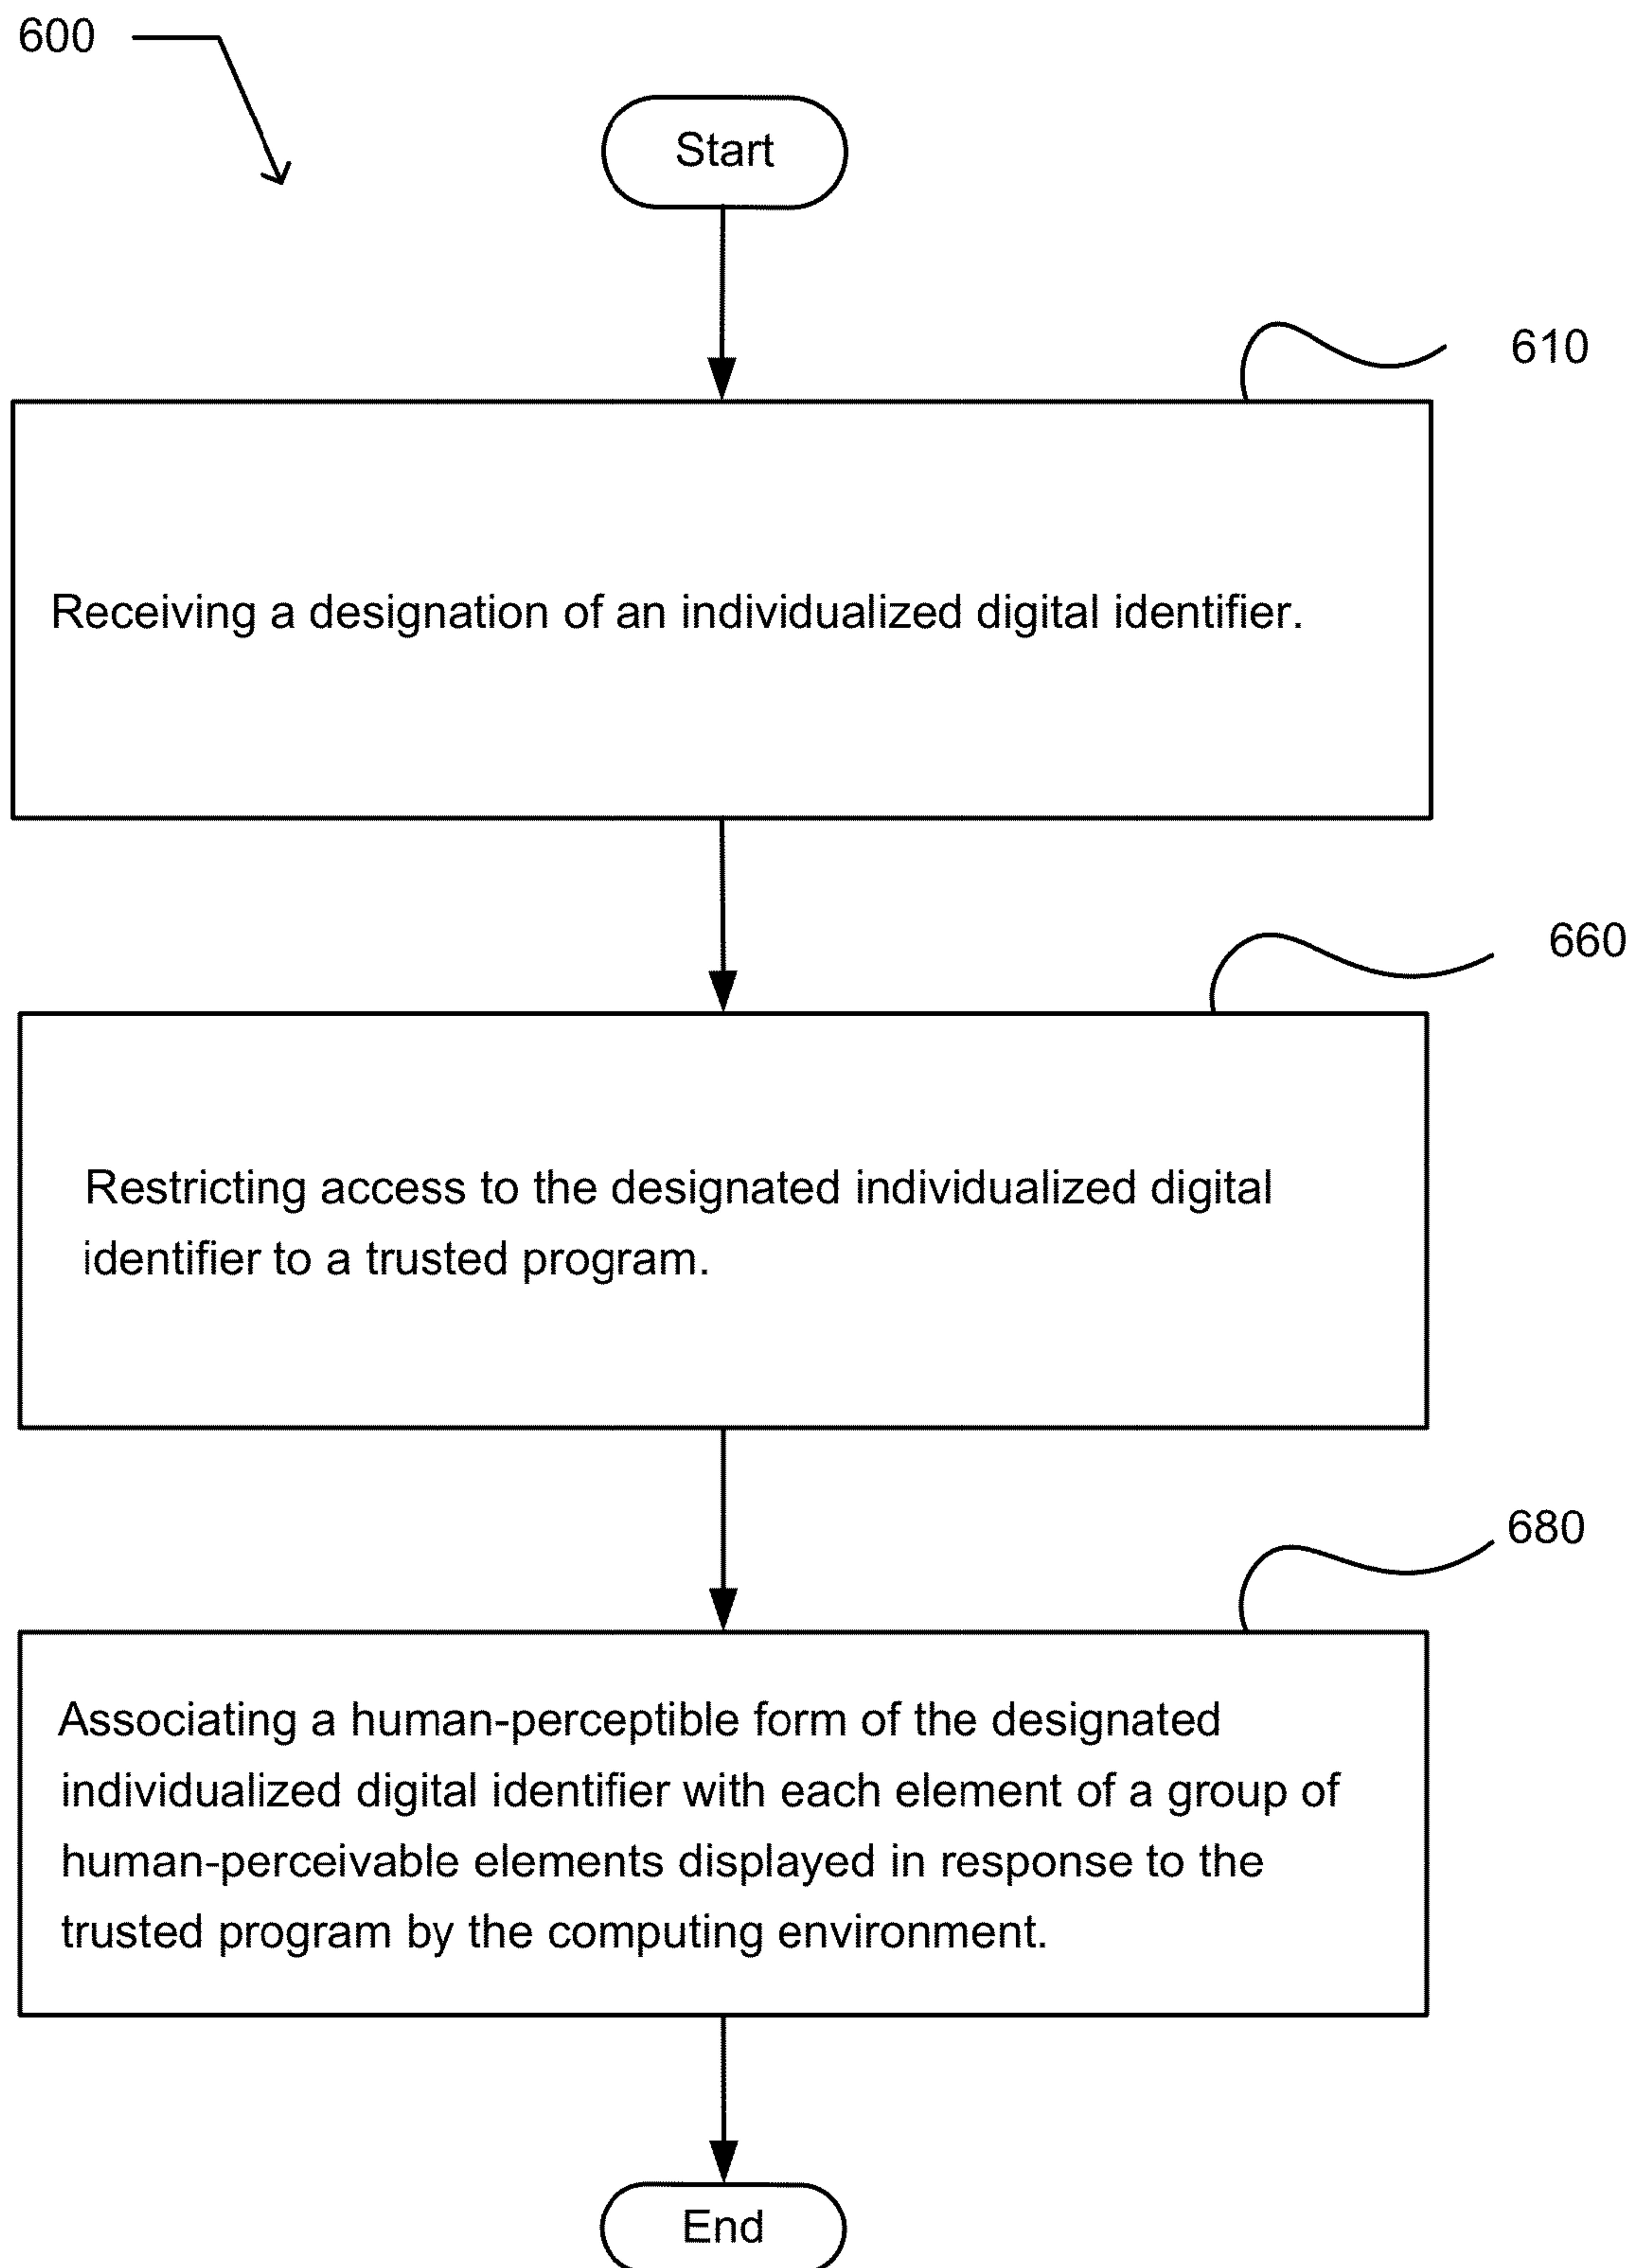 600
Start
610
Receiving a designation of an individualized digital identifier.
660
Restricting access to the designated individualized digital
identifier to a trusted program.
680
Associating a human-perceptible form of the designated
individualized digital identifier with each element of a group of
human-perceivable elements displayed in response to the
trusted program by the computing environment.
End